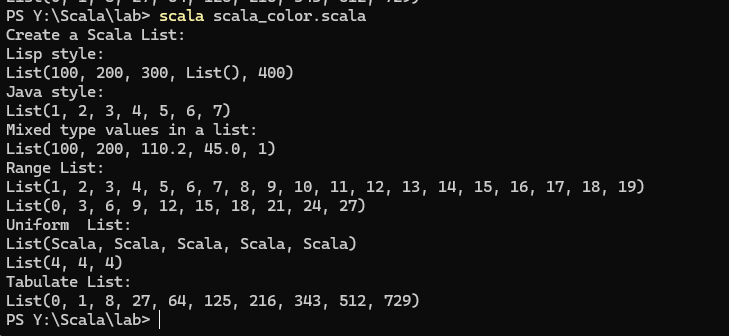 PS Y:\Scala\lab> scala scala_color.scala
Create a Scala List:
Lisp style:
List(100, 200, 300, List(), 400)
Java style:
List(1, 2, 3, 4, 5, 6, 7)
Mixed type values in a list:
List(100, 200, 110.2, 45.0, 1)
Range List:
List(1, 2, 3, 4, 5, 6, 7, 8, 9, 10, 11, 12, 13, 14, 15, 16, 17, 18, 19)
List(0, 3, 6, 9, 12, 15, 18, 21, 24, 27)
Uniform  List:
List(Scala, Scala, Scala, Scala, Scala)
List(4, 4, 4)
Tabulate List:
List(0, 1, 8, 27, 64, 125, 216, 343, 512, 729)
PS Y:\Scala\lab>